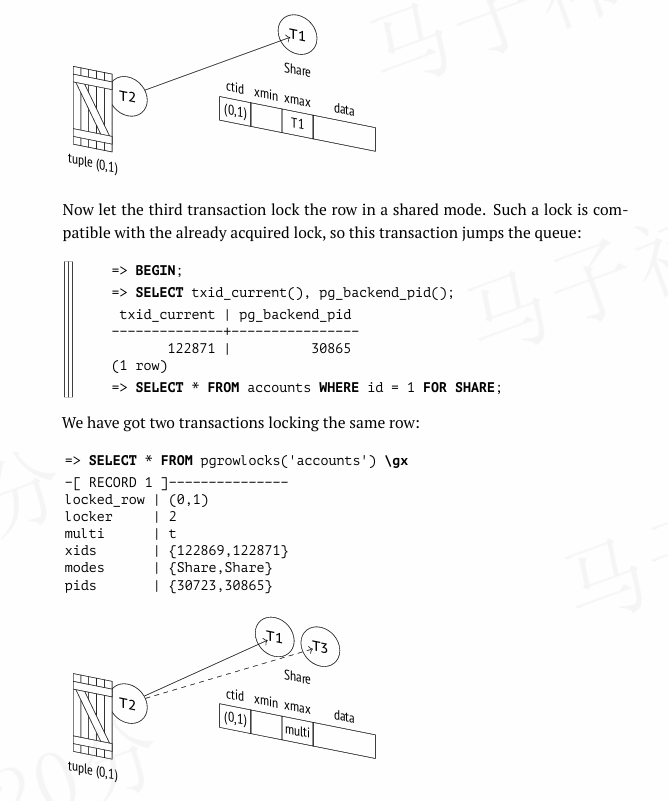 T1
Share
T2
ctid xmin xmax data
(0,1) T1
tuple (0,1)
Now let the third transaction lock the row in a shared mode. Such a lock is com-
patible with the already acquired lock, so this transaction jumps the queue:
=> BEGIN;
=> SELECT txid_current(), pg_backend_pid();
txid_current | pg_backend_pid
--------------+----------------
122871 | 30865
(1 row)
=> SELECT * FROM accounts WHERE id = 1 FOR SHARE;
We have got two transactions locking the same row:
=> SELECT * FROM pgrowlocks('accounts') \gx
-[ RECORD 1 ]---------------
locked_row | (0,1)
locker | 2
multi | t
xids | {122869,122871}
modes | {Share,Share}
pids | {30723,30865}
T1 T3
Share
T2
ctid xmin xmax data
(0,1) multi
tuple (0,1)